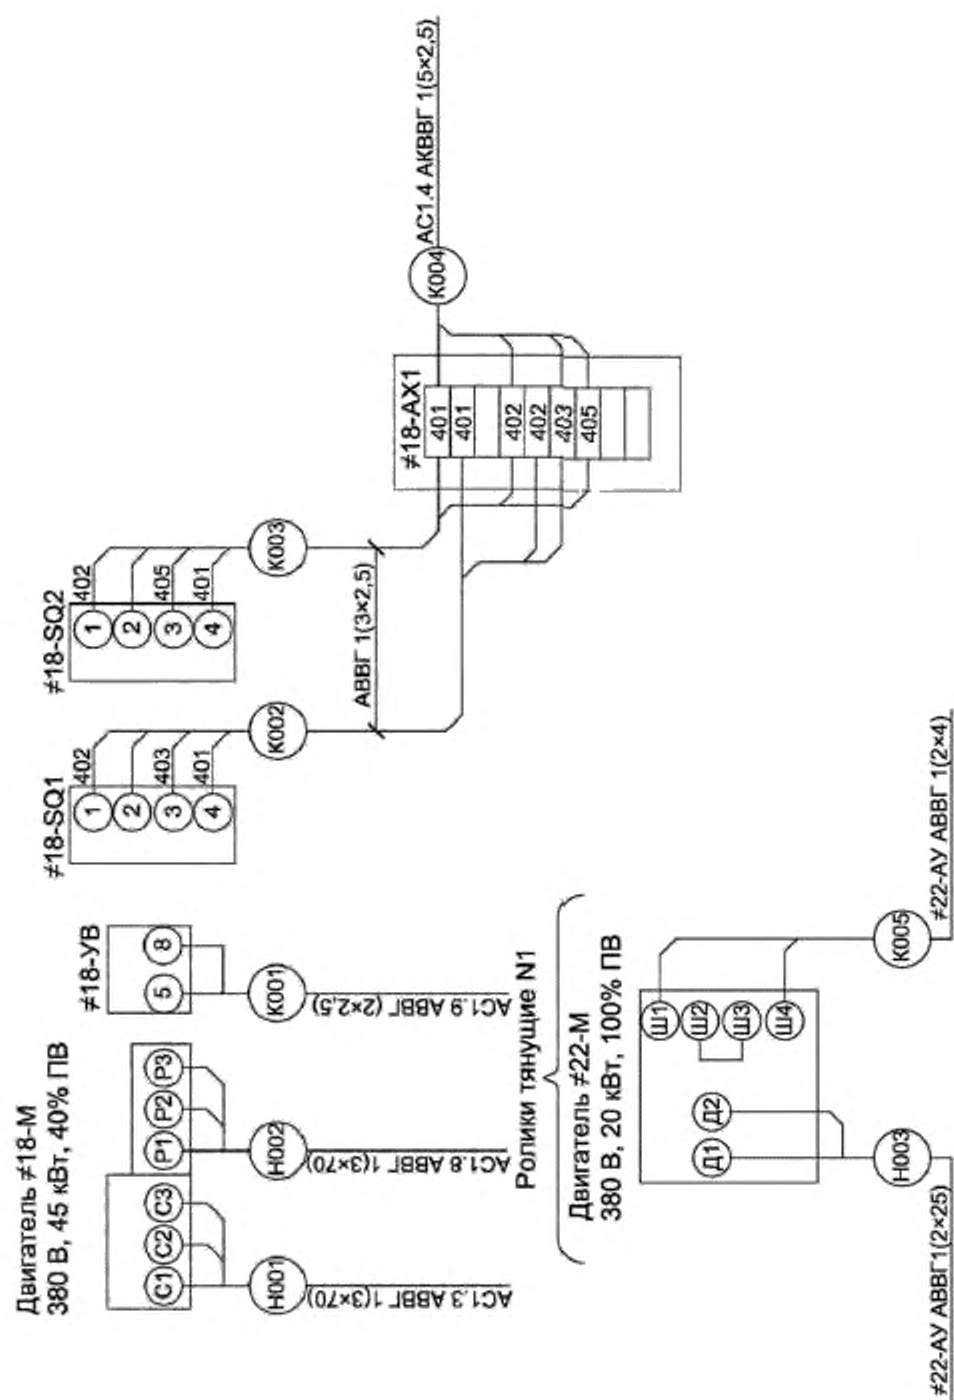 Двигатель ≠18-М
380 В, 45 кВт, 40% ПВ
С1
С2
С3
Р1
Р2
Р3
Н001
АС1.3 АВВГ 1(3×70)
Н002
АС1.8 АВВГ 1(3×70)
≠18-УВ
5
8
К001
АС1.9 АВВГ (2×2,5)
≠18-SQ1
1
2
3
4
402
403
401
К002
≠18-SQ2
1
2
3
4
402
405
401
К003
АВВГ 1(3×2,5)
≠18-АХ1
401
401
402
402
403
405
К004
АС1.4 АКВВГ 1(5×2,5)
Ролики тянущие N1
Двигатель ≠22-М
380 В, 20 кВт, 100% ПВ
Д1
Д2
Ш1
Ш2
Ш3
Ш4
Н003
≠22-АУ АВВГ1(2×25)
К005
≠22-АУ АВВГ 1(2×4)